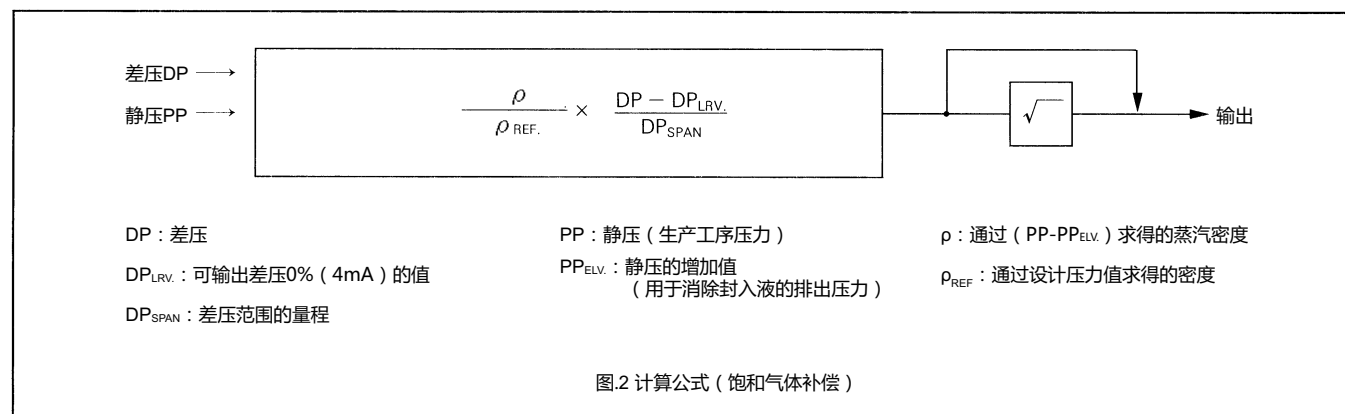 差压DP
静压PP
ρ / ρ REF. × DP − DPLRV. / DPSPAN
√
输出
DP：差压
DPLRV.：可输出差压0%（4mA）的值
DPSPAN：差压范围的量程
PP：静压（生产工序压力）
PPELV.：静压的增加值
（用于消除封入液的排出压力）
ρ：通过（PP-PPELV.）求得的蒸汽密度
ρREF：通过设计压力值求得的密度
图.2 计算公式（饱和气体补偿）